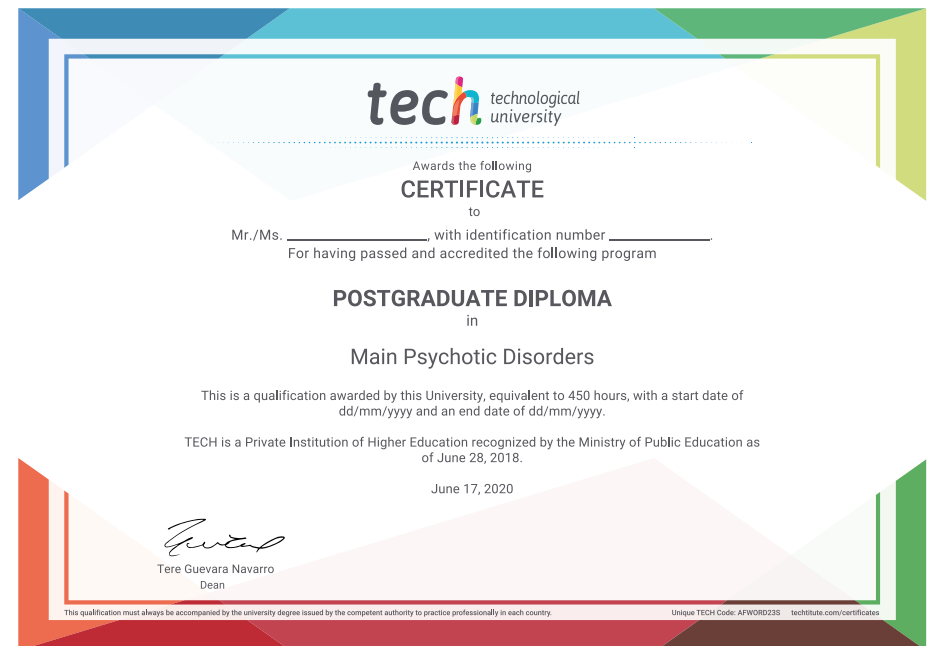 tech technological
university
Awards the following
CERTIFICATE
to
Mr./Ms. ____________________, with identification number ______________.
For having passed and accredited the following program
POSTGRADUATE DIPLOMA
in
Main Psychotic Disorders
This is a qualification awarded by this University, equivalent to 450 hours, with a start date of
dd/mm/yyyy and an end date of dd/mm/yyyy.
TECH is a Private Institution of Higher Education recognized by the Ministry of Public Education as
of June 28, 2018.
June 17, 2020
Tere Guevara Navarro
Dean
This qualification must always be accompanied by the university degree issued by the competent authority to practice professionally in each country. Unique TECH Code: AFWORD23S techtitute.com/certificates